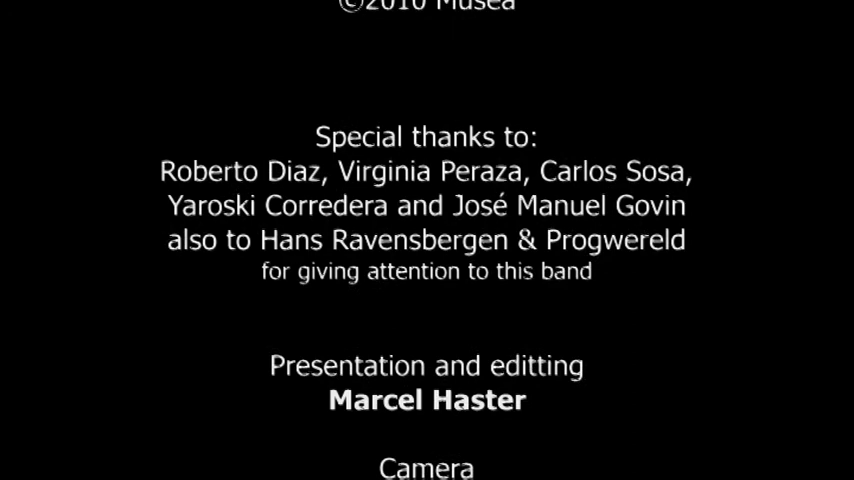 ©2010 Musea
Special thanks to:
Roberto Diaz, Virginia Peraza, Carlos Sosa,
Yaroski Corredera and José Manuel Govin
also to Hans Ravensbergen & Progwereld
for giving attention to this band
Presentation and editting
Marcel Haster
Camera